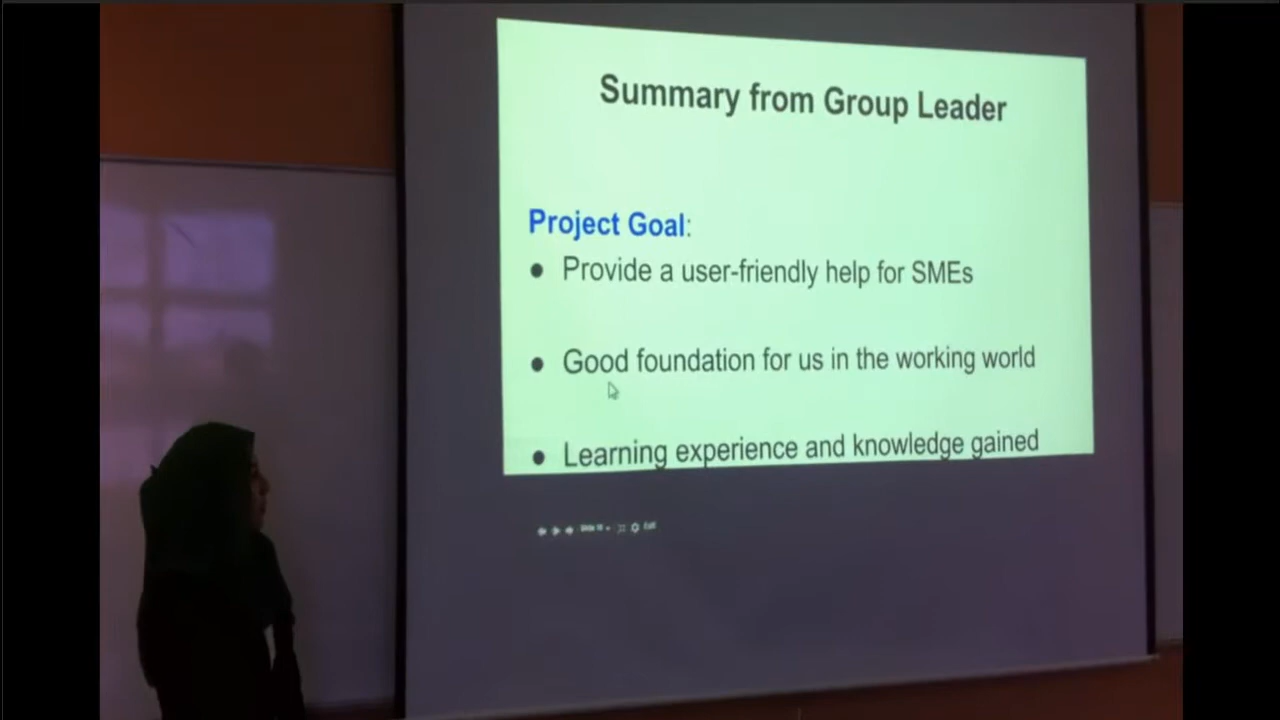 Summary from Group Leader
Project Goal:
● Provide a user-friendly help for SMEs
● Good foundation for us in the working world
● Learning experience and knowledge gained